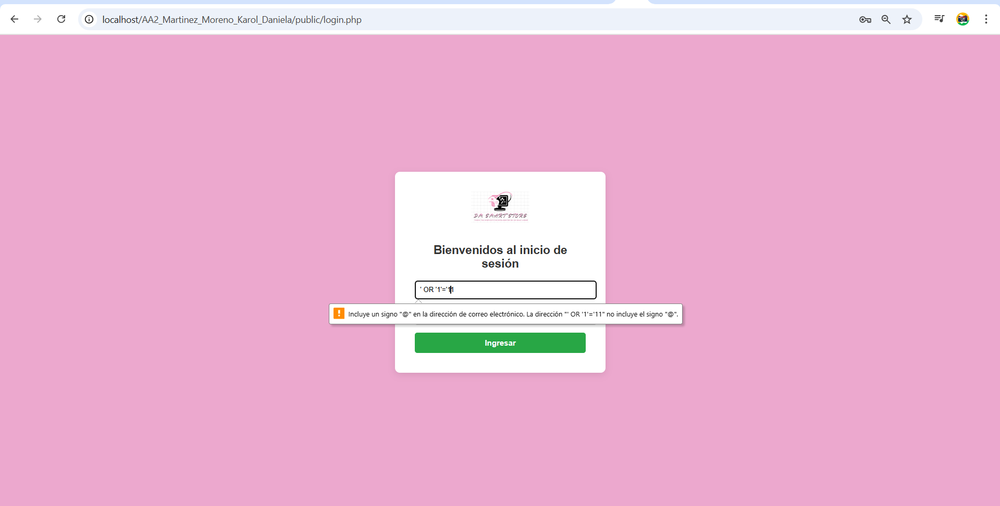 localhost/AA2_Martinez_Moreno_Karol_Daniela/public/login.php
DM SMART STORE
Bienvenidos al inicio de
sesión
' OR '1'='11
Incluye un signo "@" en la dirección de correo electrónico. La dirección "' OR '1'='11" no incluye el signo "@".
Ingresar